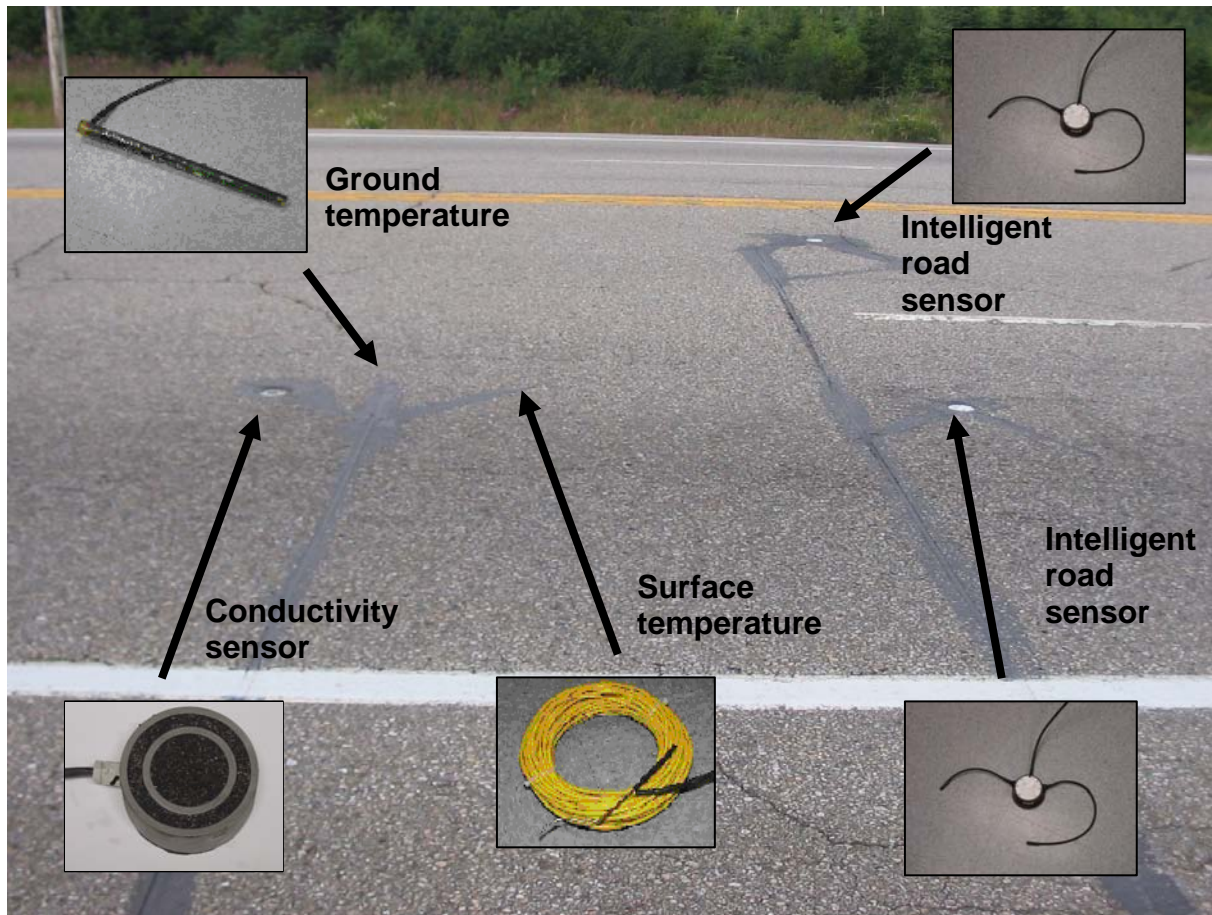 Ground
temperature
Intelligent
road
sensor
Conductivity
sensor
Surface
temperature
Intelligent
road
sensor